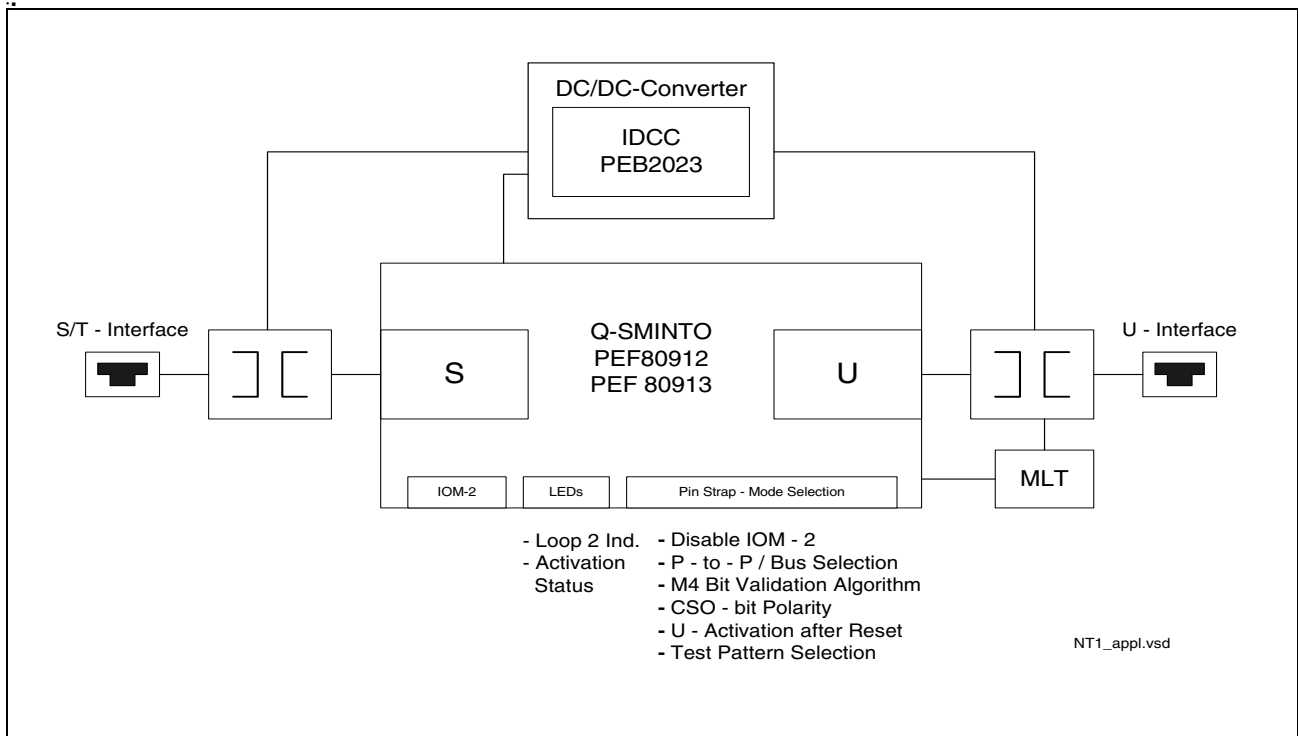 DC/DC-Converter
IDCC
PEB2023
S/T - Interface
U - Interface
Q-SMINTO
PEF80912
PEF 80913
S
U
MLT
IOM-2
LEDs
Pin Strap - Mode Selection
- Loop 2 Ind.
- Activation
Status
- Disable IOM - 2
- P - to - P / Bus Selection
- M4 Bit Validation Algorithm
- CSO - bit Polarity
- U - Activation after Reset
- Test Pattern Selection
NT1_appl.vsd